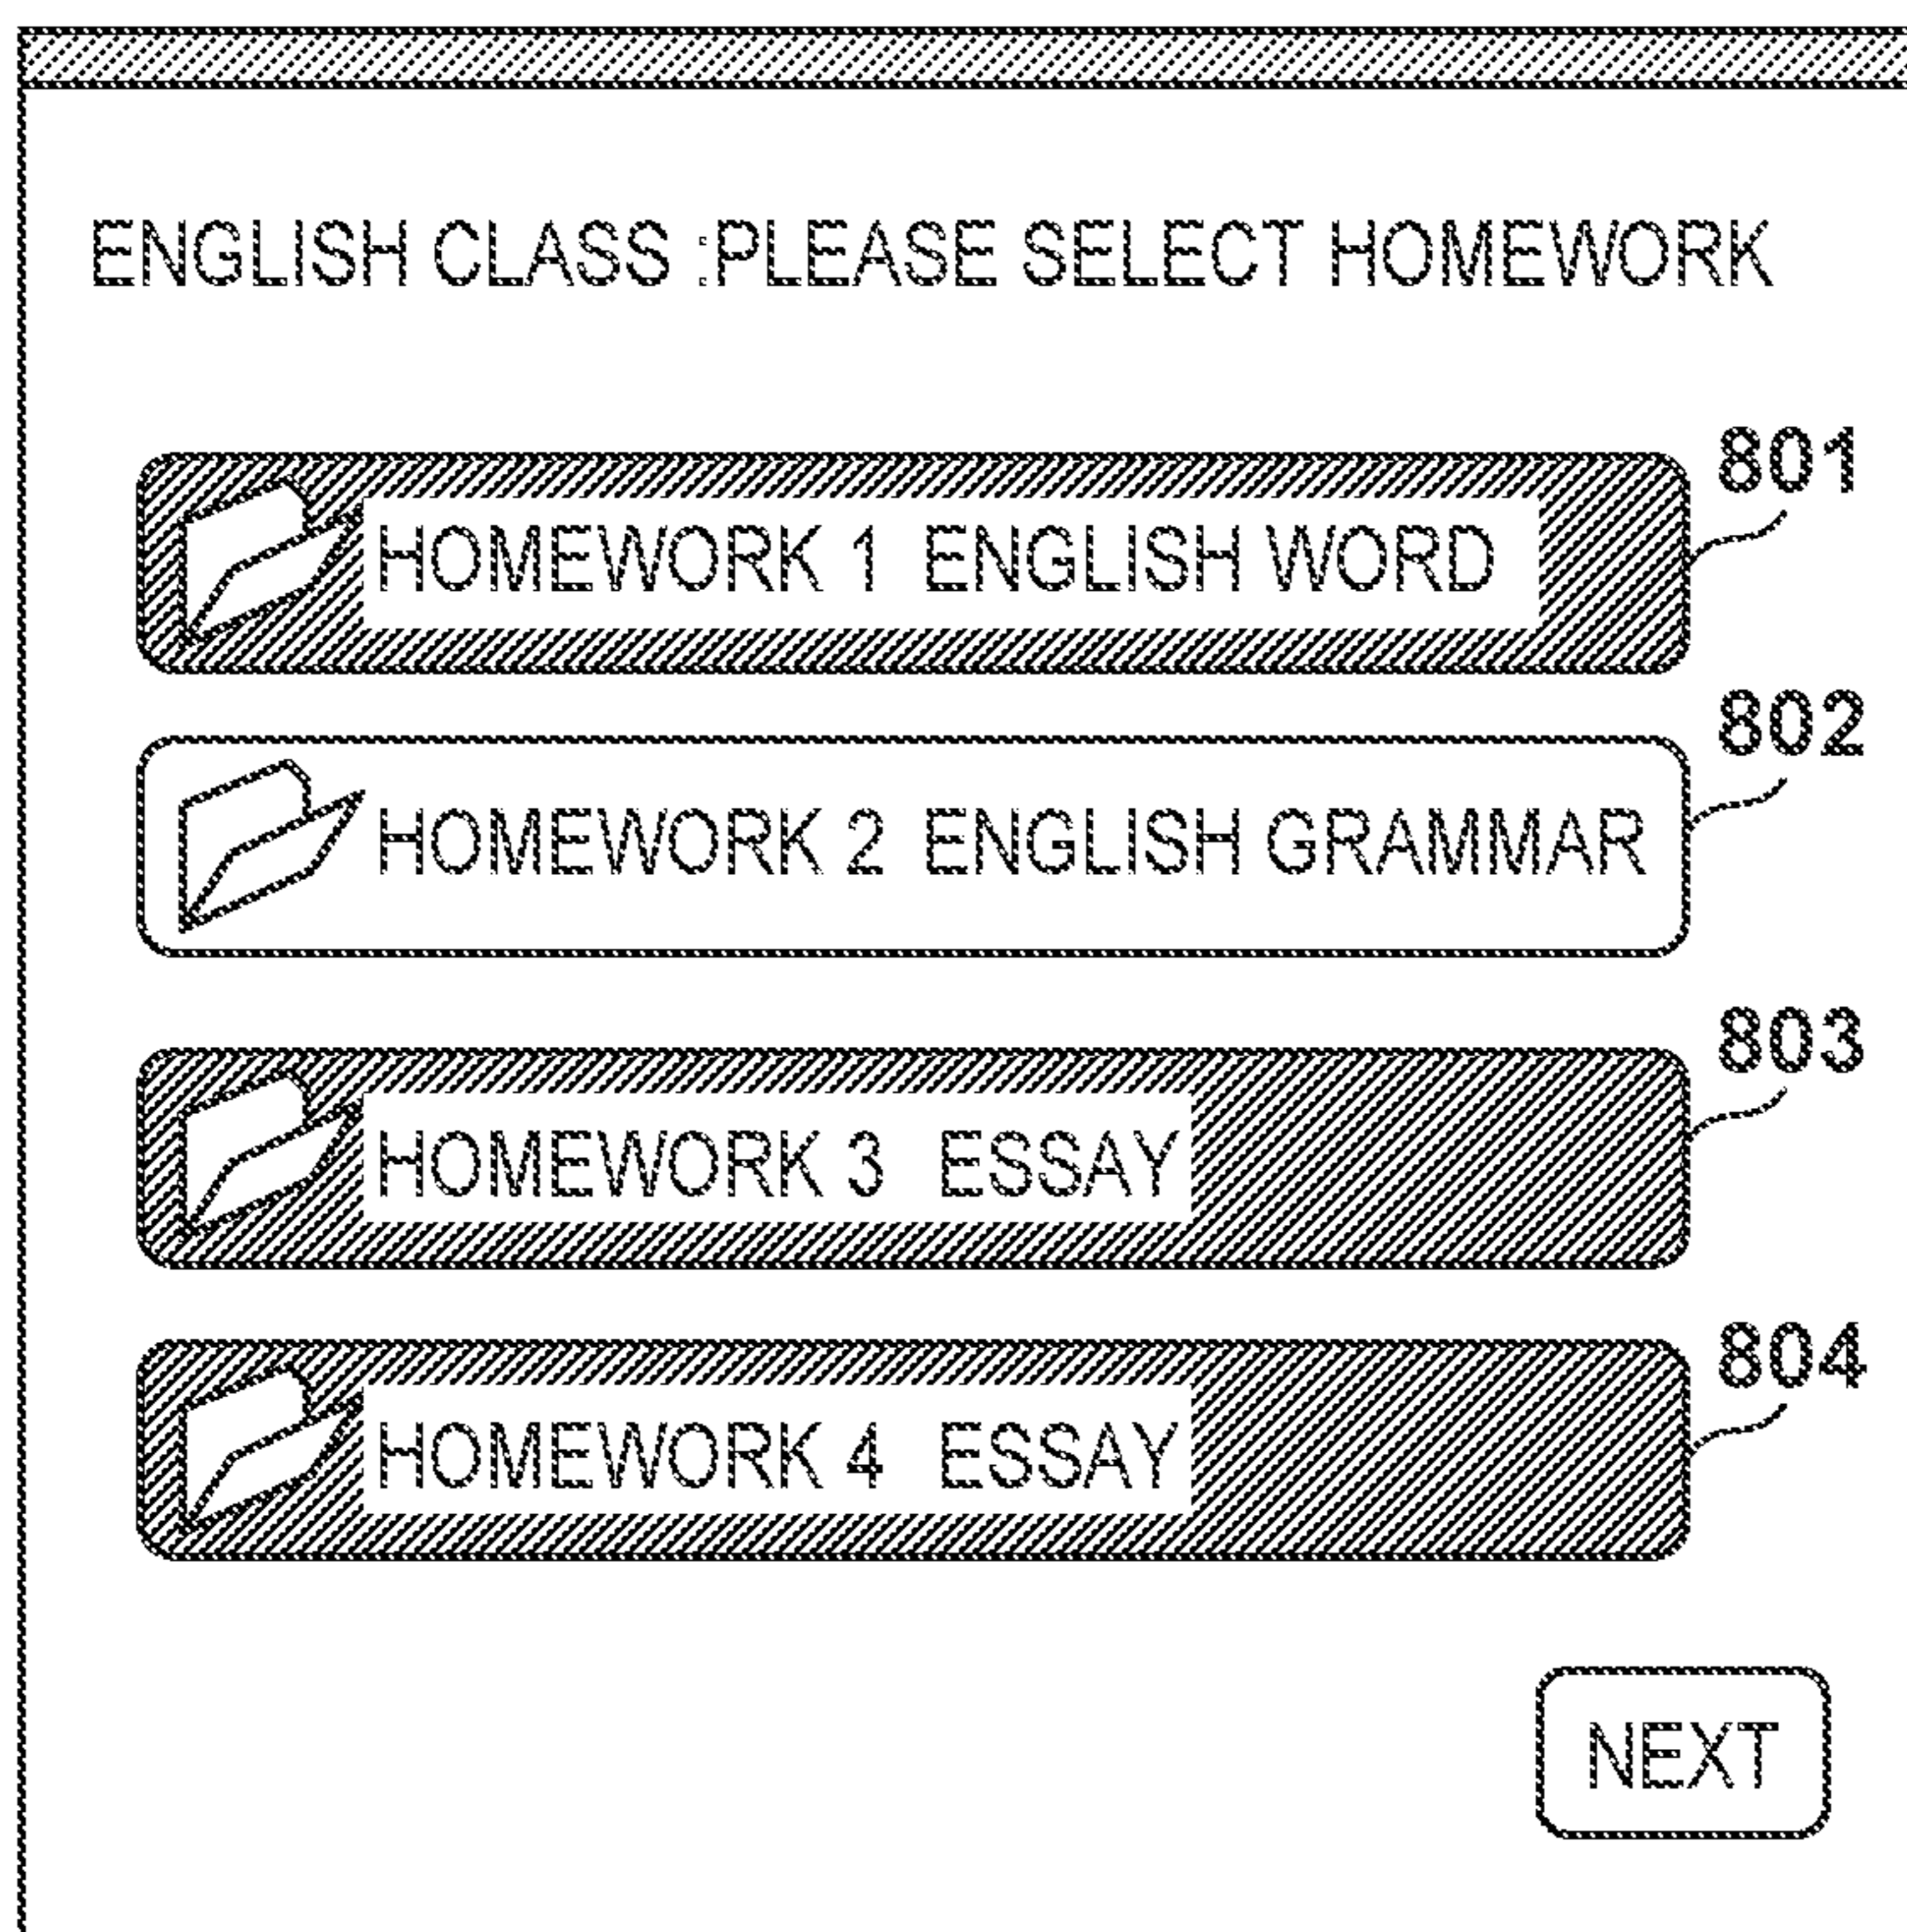 ENGLISH CLASS :PLEASE SELECT HOMEWORK
801
HOMEWORK 1 ENGLISH WORD
802
HOMEWORK 2 ENGLISH GRAMMAR
803
HOMEWORK 3 ESSAY
804
HOMEWORK 4 ESSAY
NEXT